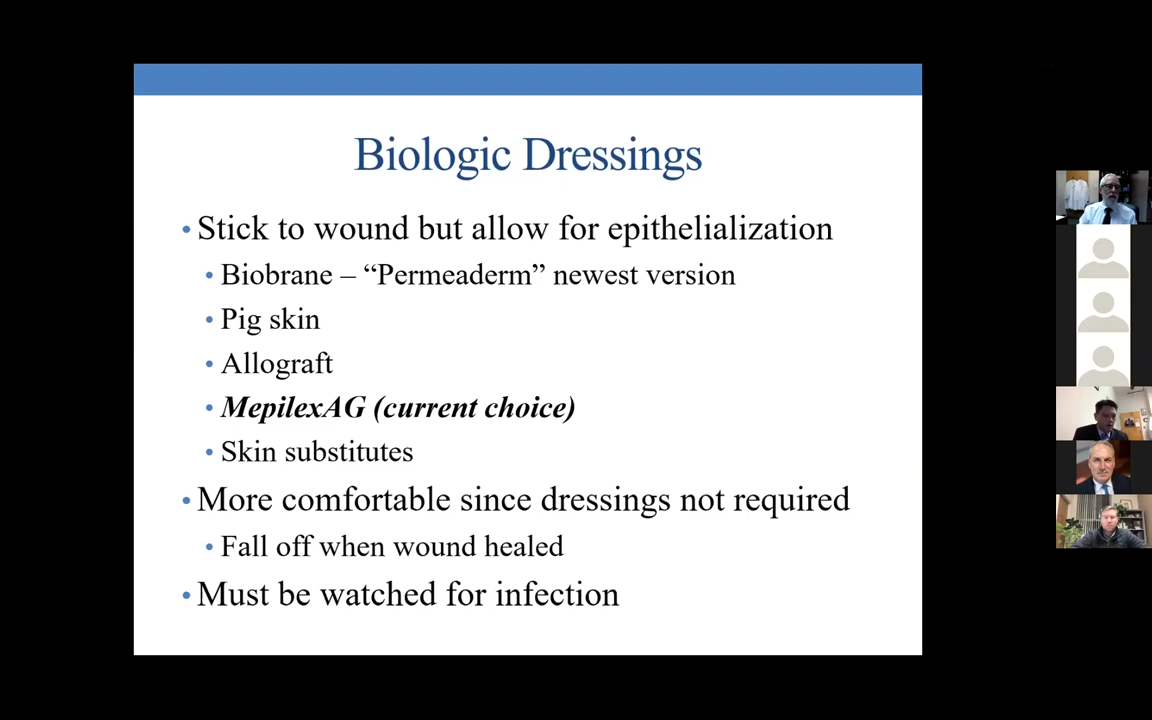 Biologic Dressings
• Stick to wound but allow for epithelialization
• Biobrane – “Permeaderm” newest version
• Pig skin
• Allograft
• MepilexAG (current choice)
• Skin substitutes
• More comfortable since dressings not required
• Fall off when wound healed
• Must be watched for infection